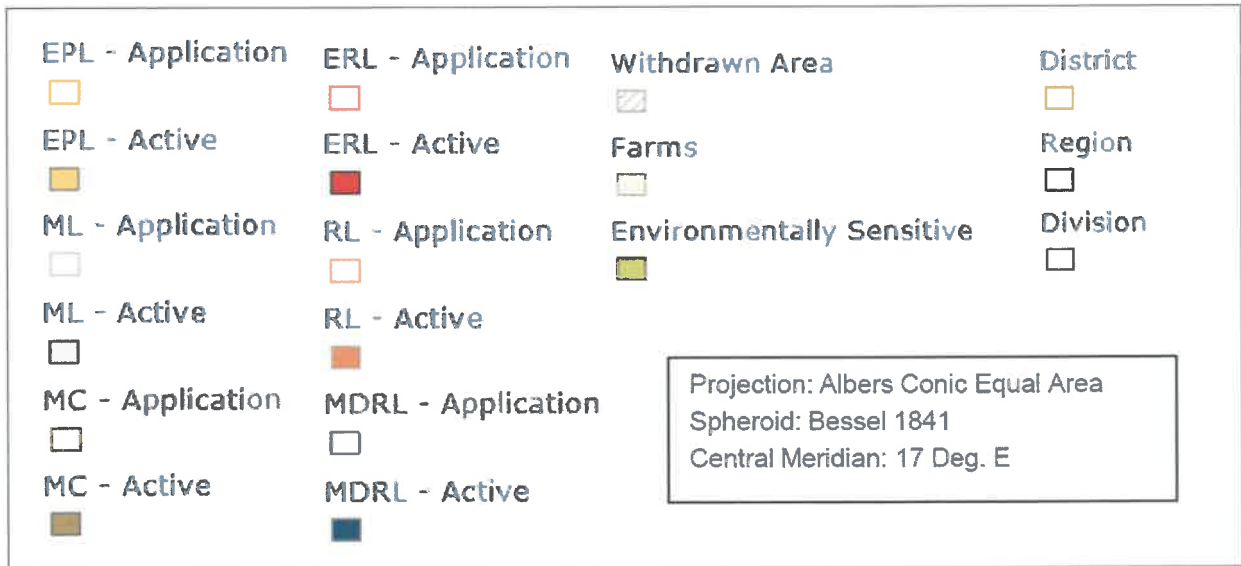 EPL - Application
EPL - Active
ML - Application
ML - Active
MC - Application
MC - Active
ERL - Application
ERL - Active
RL - Application
RL - Active
MDRL - Application
MDRL - Active
Withdrawn Area
Farms
Environmentally Sensitive
District
Region
Division
Projection: Albers Conic Equal Area
Spheroid: Bessel 1841
Central Meridian: 17 Deg. E